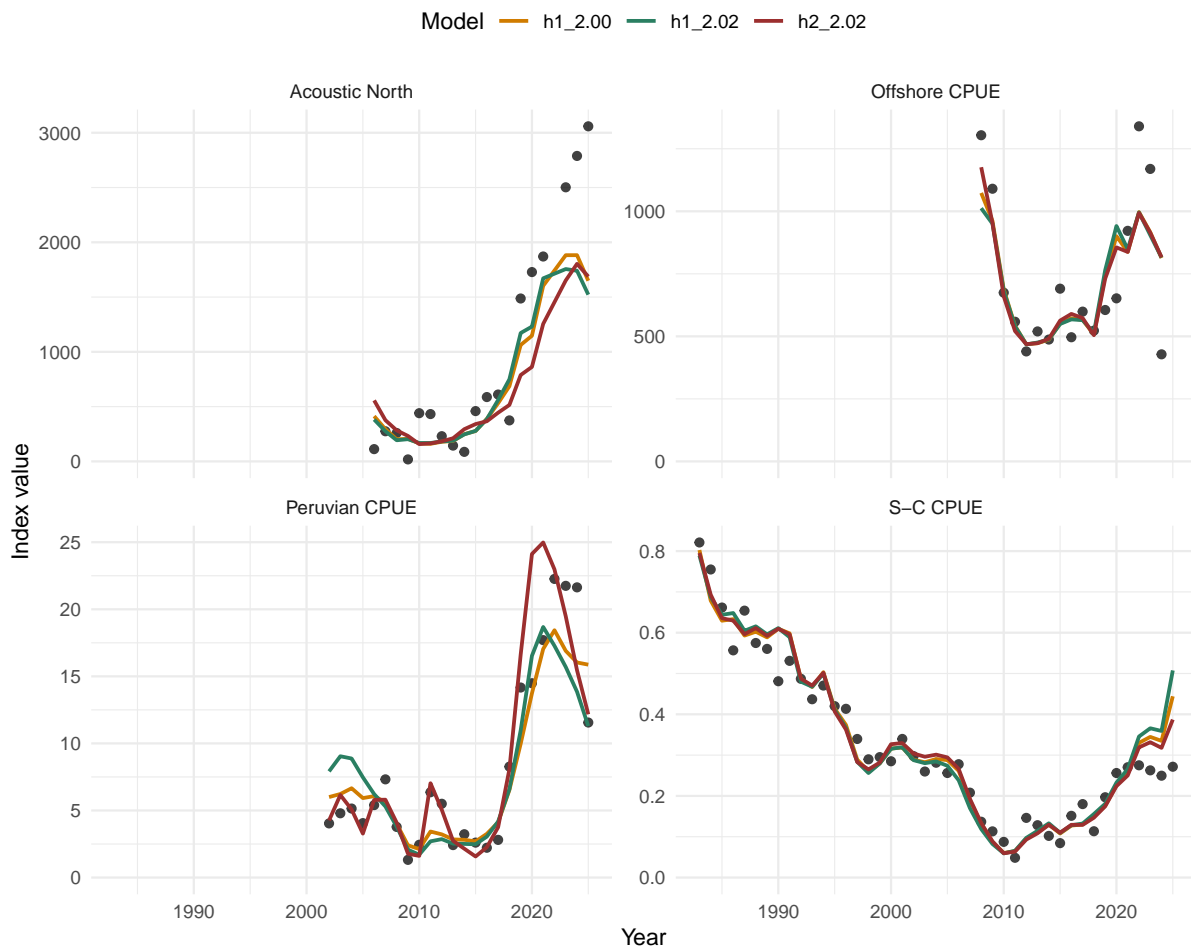 Model h1_2.00 h1_2.02 h2_2.02
Acoustic North
Offshore CPUE
3000
2000
1000
0
1000
500
0
Peruvian CPUE
S−C CPUE
25
20
15
10
5
0
0.8
0.6
0.4
0.2
0.0
1990 2000 2010 2020
1990 2000 2010 2020
Index value
Year